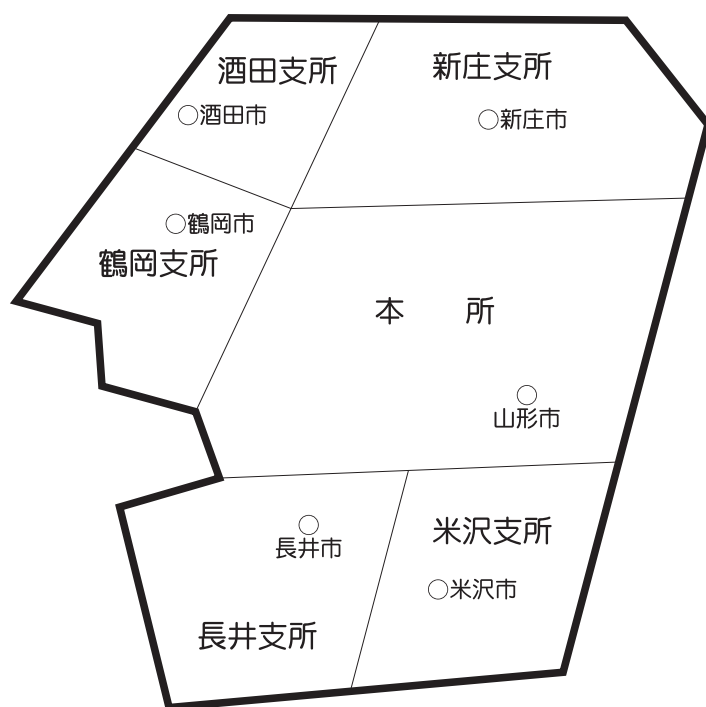 酒田支所
○酒田市
新庄支所
○新庄市
○鶴岡市
鶴岡支所
本所
○
山形市
○
長井市
長井支所
米沢支所
○米沢市